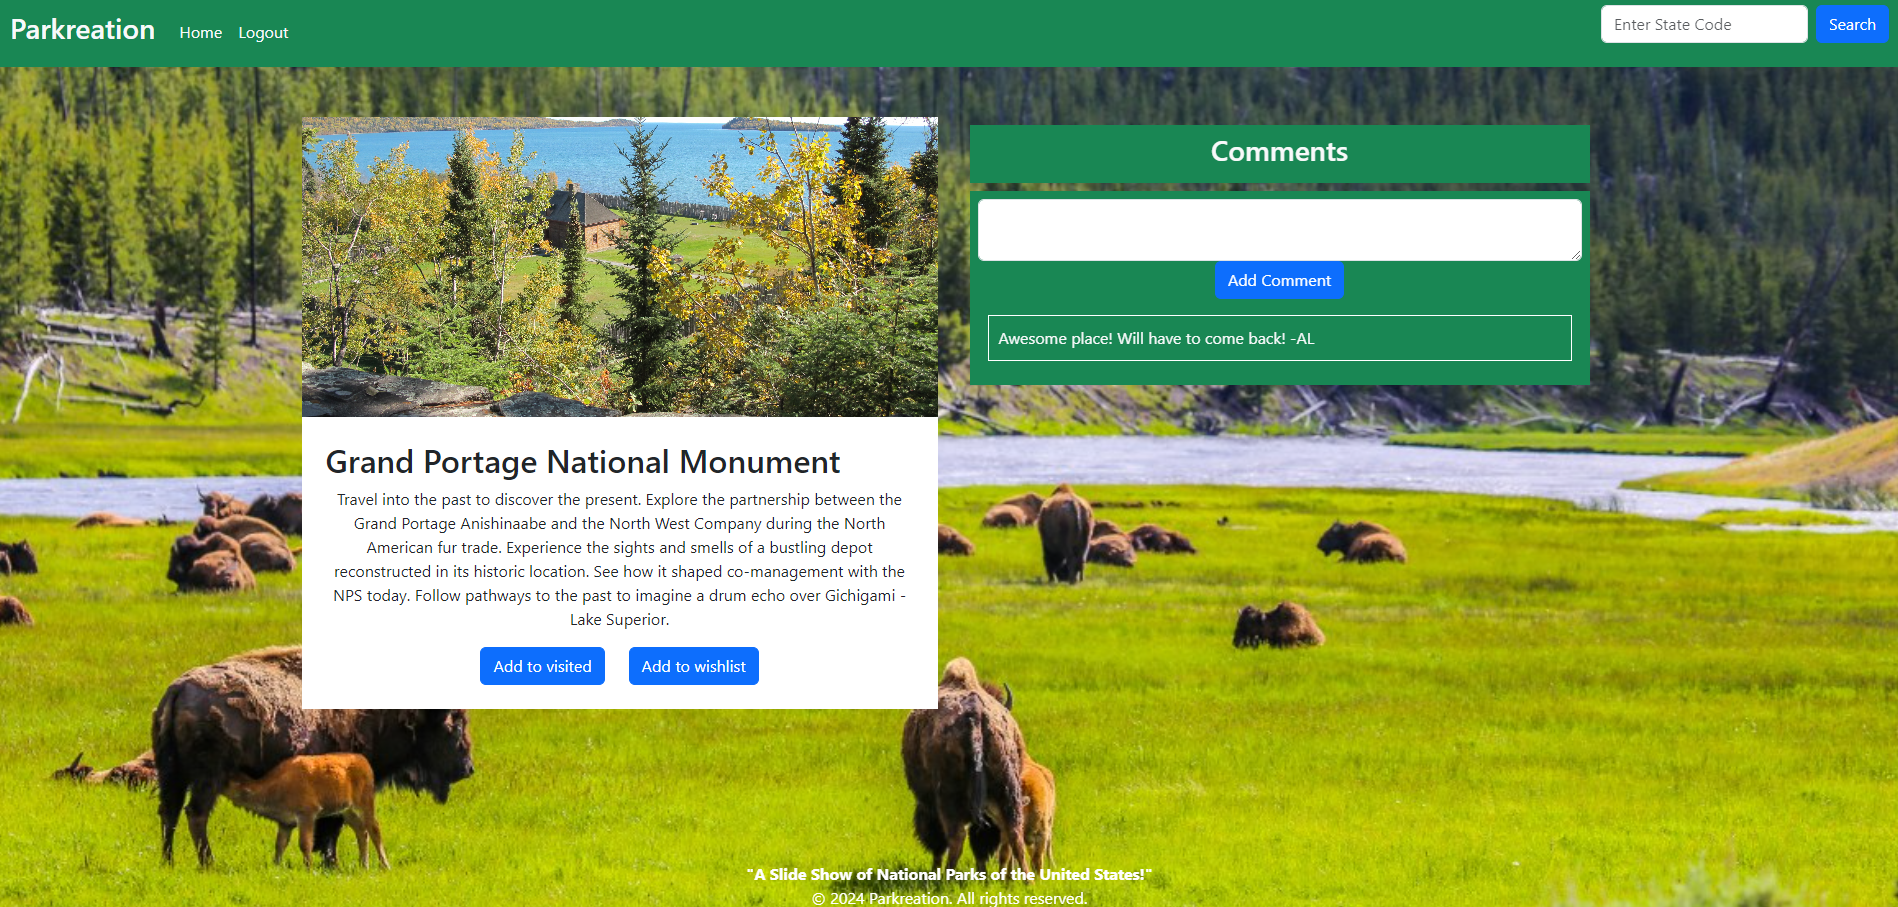 Parkreation
Home
Logout
Enter State Code
Search
Grand Portage National Monument
Travel into the past to discover the present. Explore the partnership between the
Grand Portage Anishinaabe and the North West Company during the North
American fur trade. Experience the sights and smells of a bustling depot
reconstructed in its historic location. See how it shaped co-management with the
NPS today. Follow pathways to the past to imagine a drum echo over Gichigami -
Lake Superior.
Add to visited
Add to wishlist
Comments
Add Comment
Awesome place! Will have to come back! -AL
"A Slide Show of National Parks of the United States!"
© 2024 Parkreation. All rights reserved.